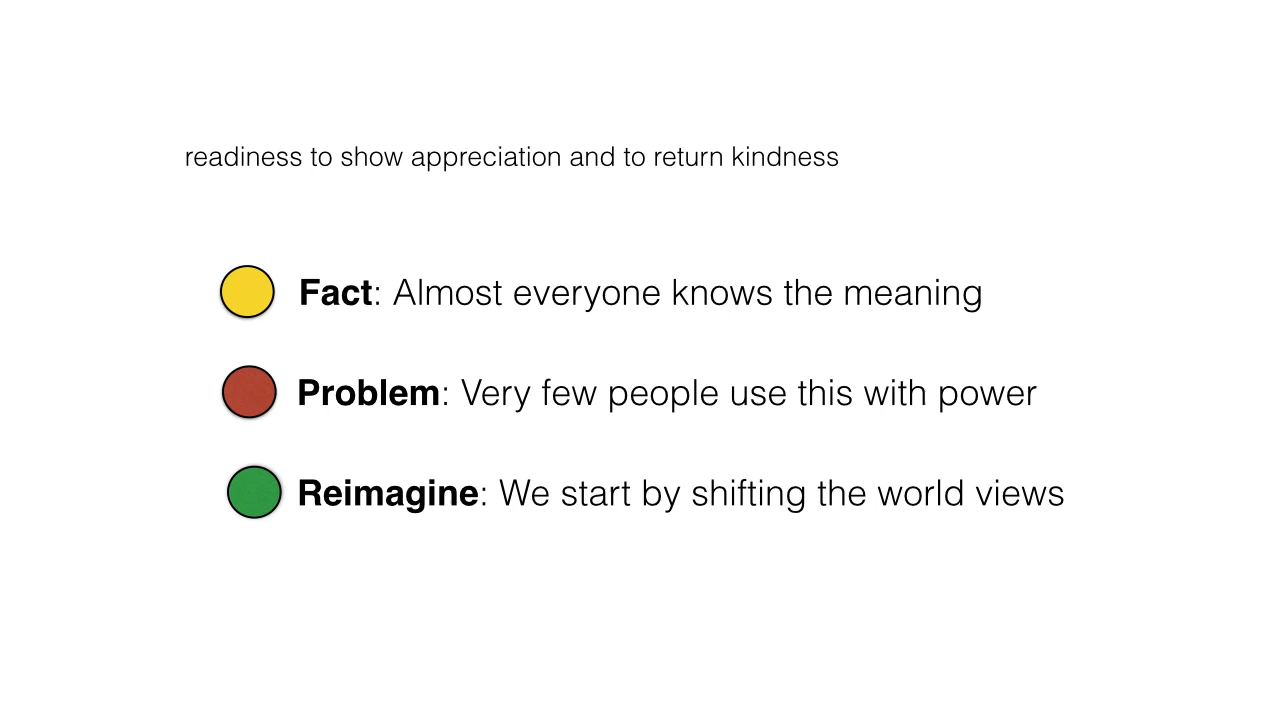 readiness to show appreciation and to return kindness
Fact: Almost everyone knows the meaning
Problem: Very few people use this with power
Reimagine: We start by shifting the world views